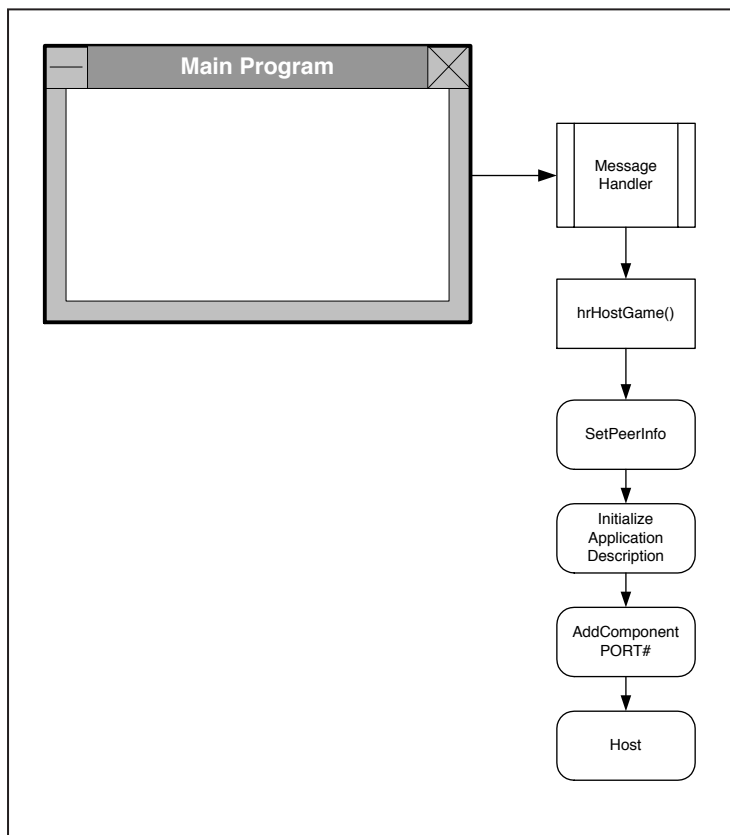 Main Program
Message
Handler
hrHostGame()
SetPeerInfo
Initialize
Application
Description
AddComponent
PORT#
Host